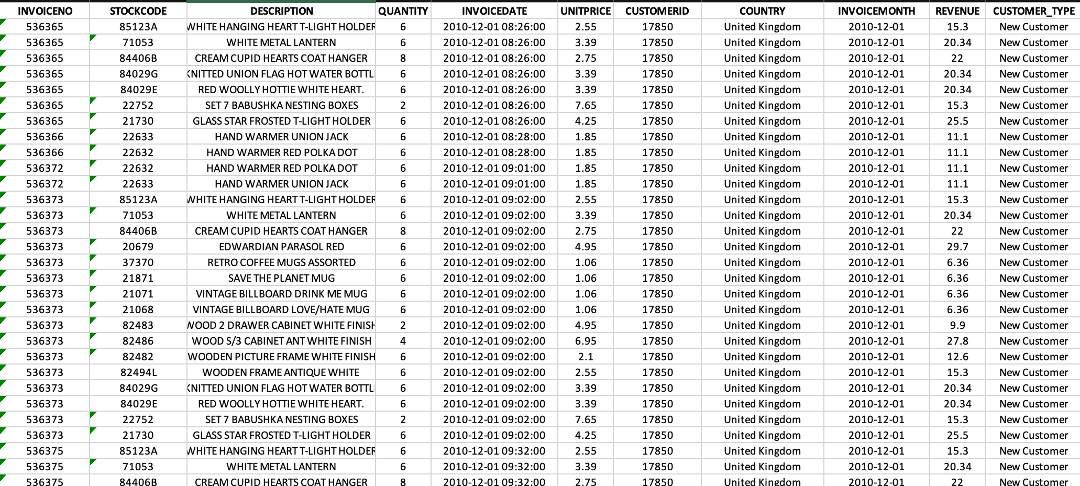 INVOICENO STOCKCODE DESCRIPTION QUANTITY INVOICEDATE UNITPRICE CUSTOMERID COUNTRY INVOICEMONTH REVENUE CUSTOMER_TYPE
536365 85123A WHITE HANGING HEART T-LIGHT HOLDER 6 2010-12-01 08:26:00 2.55 17850 United Kingdom 2010-12-01 15.3 New Customer
536365 71053 WHITE METAL LANTERN 6 2010-12-01 08:26:00 3.39 17850 United Kingdom 2010-12-01 20.34 New Customer
536365 84406B CREAM CUPID HEARTS COAT HANGER 8 2010-12-01 08:26:00 2.75 17850 United Kingdom 2010-12-01 22 New Customer
536365 84029G KNITTED UNION FLAG HOT WATER BOTTL 6 2010-12-01 08:26:00 3.39 17850 United Kingdom 2010-12-01 20.34 New Customer
536365 84029E RED WOOLLY HOTTIE WHITE HEART. 6 2010-12-01 08:26:00 3.39 17850 United Kingdom 2010-12-01 20.34 New Customer
536365 22752 SET 7 BABUSHKA NESTING BOXES 2 2010-12-01 08:26:00 7.65 17850 United Kingdom 2010-12-01 15.3 New Customer
536365 21730 GLASS STAR FROSTED T-LIGHT HOLDER 6 2010-12-01 08:26:00 4.25 17850 United Kingdom 2010-12-01 25.5 New Customer
536366 22633 HAND WARMER UNION JACK 6 2010-12-01 08:28:00 1.85 17850 United Kingdom 2010-12-01 11.1 New Customer
536366 22632 HAND WARMER RED POLKA DOT 6 2010-12-01 08:28:00 1.85 17850 United Kingdom 2010-12-01 11.1 New Customer
536372 22632 HAND WARMER RED POLKA DOT 6 2010-12-01 09:01:00 1.85 17850 United Kingdom 2010-12-01 11.1 New Customer
536372 22633 HAND WARMER UNION JACK 6 2010-12-01 09:01:00 1.85 17850 United Kingdom 2010-12-01 11.1 New Customer
536373 85123A WHITE HANGING HEART T-LIGHT HOLDER 6 2010-12-01 09:02:00 2.55 17850 United Kingdom 2010-12-01 15.3 New Customer
536373 71053 WHITE METAL LANTERN 6 2010-12-01 09:02:00 3.39 17850 United Kingdom 2010-12-01 20.34 New Customer
536373 84406B CREAM CUPID HEARTS COAT HANGER 8 2010-12-01 09:02:00 2.75 17850 United Kingdom 2010-12-01 22 New Customer
536373 20679 EDWARDIAN PARASOL RED 6 2010-12-01 09:02:00 4.95 17850 United Kingdom 2010-12-01 29.7 New Customer
536373 37370 RETRO COFFEE MUGS ASSORTED 6 2010-12-01 09:02:00 1.06 17850 United Kingdom 2010-12-01 6.36 New Customer
536373 21871 SAVE THE PLANET MUG 6 2010-12-01 09:02:00 1.06 17850 United Kingdom 2010-12-01 6.36 New Customer
536373 21071 VINTAGE BILLBOARD DRINK ME MUG 6 2010-12-01 09:02:00 1.06 17850 United Kingdom 2010-12-01 6.36 New Customer
536373 21068 VINTAGE BILLBOARD LOVE/HATE MUG 6 2010-12-01 09:02:00 1.06 17850 United Kingdom 2010-12-01 6.36 New Customer
536373 82483 WOOD 2 DRAWER CABINET WHITE FINISH 2 2010-12-01 09:02:00 4.95 17850 United Kingdom 2010-12-01 9.9 New Customer
536373 82486 WOOD S/3 CABINET ANT WHITE FINISH 4 2010-12-01 09:02:00 6.95 17850 United Kingdom 2010-12-01 27.8 New Customer
536373 82482 WOODEN PICTURE FRAME WHITE FINISH 6 2010-12-01 09:02:00 2.1 17850 United Kingdom 2010-12-01 12.6 New Customer
536373 82494L WOODEN FRAME ANTIQUE WHITE 6 2010-12-01 09:02:00 2.55 17850 United Kingdom 2010-12-01 15.3 New Customer
536373 84029G KNITTED UNION FLAG HOT WATER BOTTL 6 2010-12-01 09:02:00 3.39 17850 United Kingdom 2010-12-01 20.34 New Customer
536373 84029E RED WOOLLY HOTTIE WHITE HEART. 6 2010-12-01 09:02:00 3.39 17850 United Kingdom 2010-12-01 20.34 New Customer
536373 22752 SET 7 BABUSHKA NESTING BOXES 2 2010-12-01 09:02:00 7.65 17850 United Kingdom 2010-12-01 15.3 New Customer
536373 21730 GLASS STAR FROSTED T-LIGHT HOLDER 6 2010-12-01 09:02:00 4.25 17850 United Kingdom 2010-12-01 25.5 New Customer
536375 85123A WHITE HANGING HEART T-LIGHT HOLDER 6 2010-12-01 09:32:00 2.55 17850 United Kingdom 2010-12-01 15.3 New Customer
536375 71053 WHITE METAL LANTERN 6 2010-12-01 09:32:00 3.39 17850 United Kingdom 2010-12-01 20.34 New Customer
536375 84406B CREAM CUPID HEARTS COAT HANGER 8 2010-12-01 09:32:00 2.75 17850 United Kingdom 2010-12-01 22 New Customer